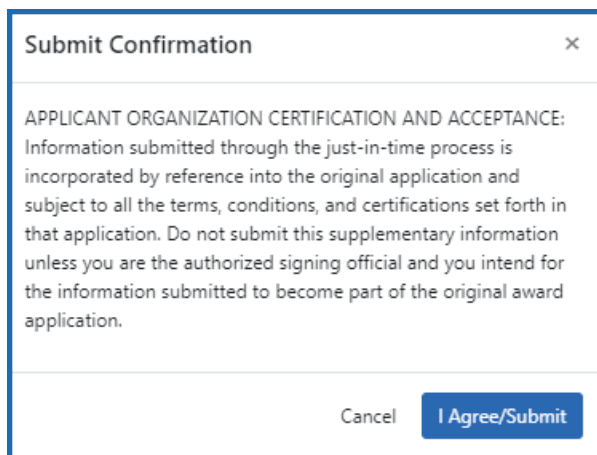 Submit Confirmation ×
APPLICANT ORGANIZATION CERTIFICATION AND ACCEPTANCE:
Information submitted through the just-in-time process is
incorporated by reference into the original application and
subject to all the terms, conditions, and certifications set forth in
that application. Do not submit this supplementary information
unless you are the authorized signing official and you intend for
the information submitted to become part of the original award
application.
Cancel I Agree/Submit